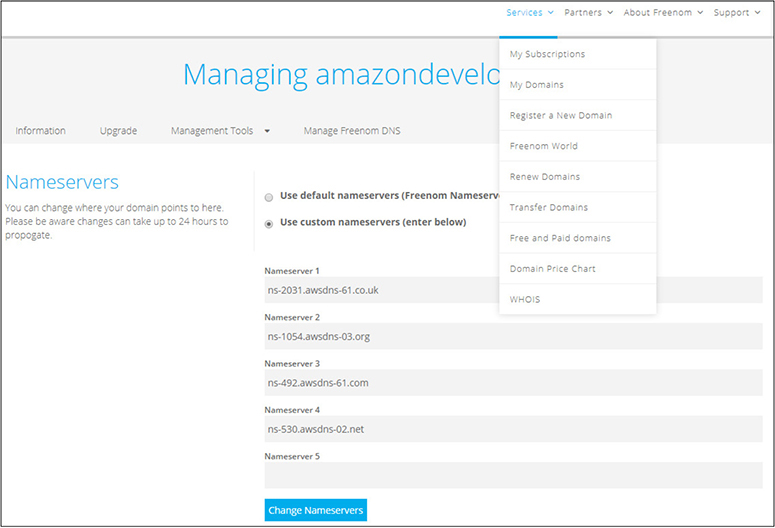 Services
Partners
About Freenom
Support
Managing amazondevelo
My Subscriptions
My Domains
Register a New Domain
Freenom World
Renew Domains
Transfer Domains
Free and Paid domains
Domain Price Chart
WHOIS
Information
Upgrade
Management Tools
Manage Freenom DNS
Nameservers
You can change where your domain points to here.
Please be aware changes can take up to 24 hours to
propogate.
Use default nameservers (Freenom Nameserve
Use custom nameservers (enter below)
Nameserver 1
ns-2031.awsdns-61.co.uk
Nameserver 2
ns-1054.awsdns-03.org
Nameserver 3
ns-492.awsdns-61.com
Nameserver 4
ns-530.awsdns-02.net
Nameserver 5
Change Nameservers